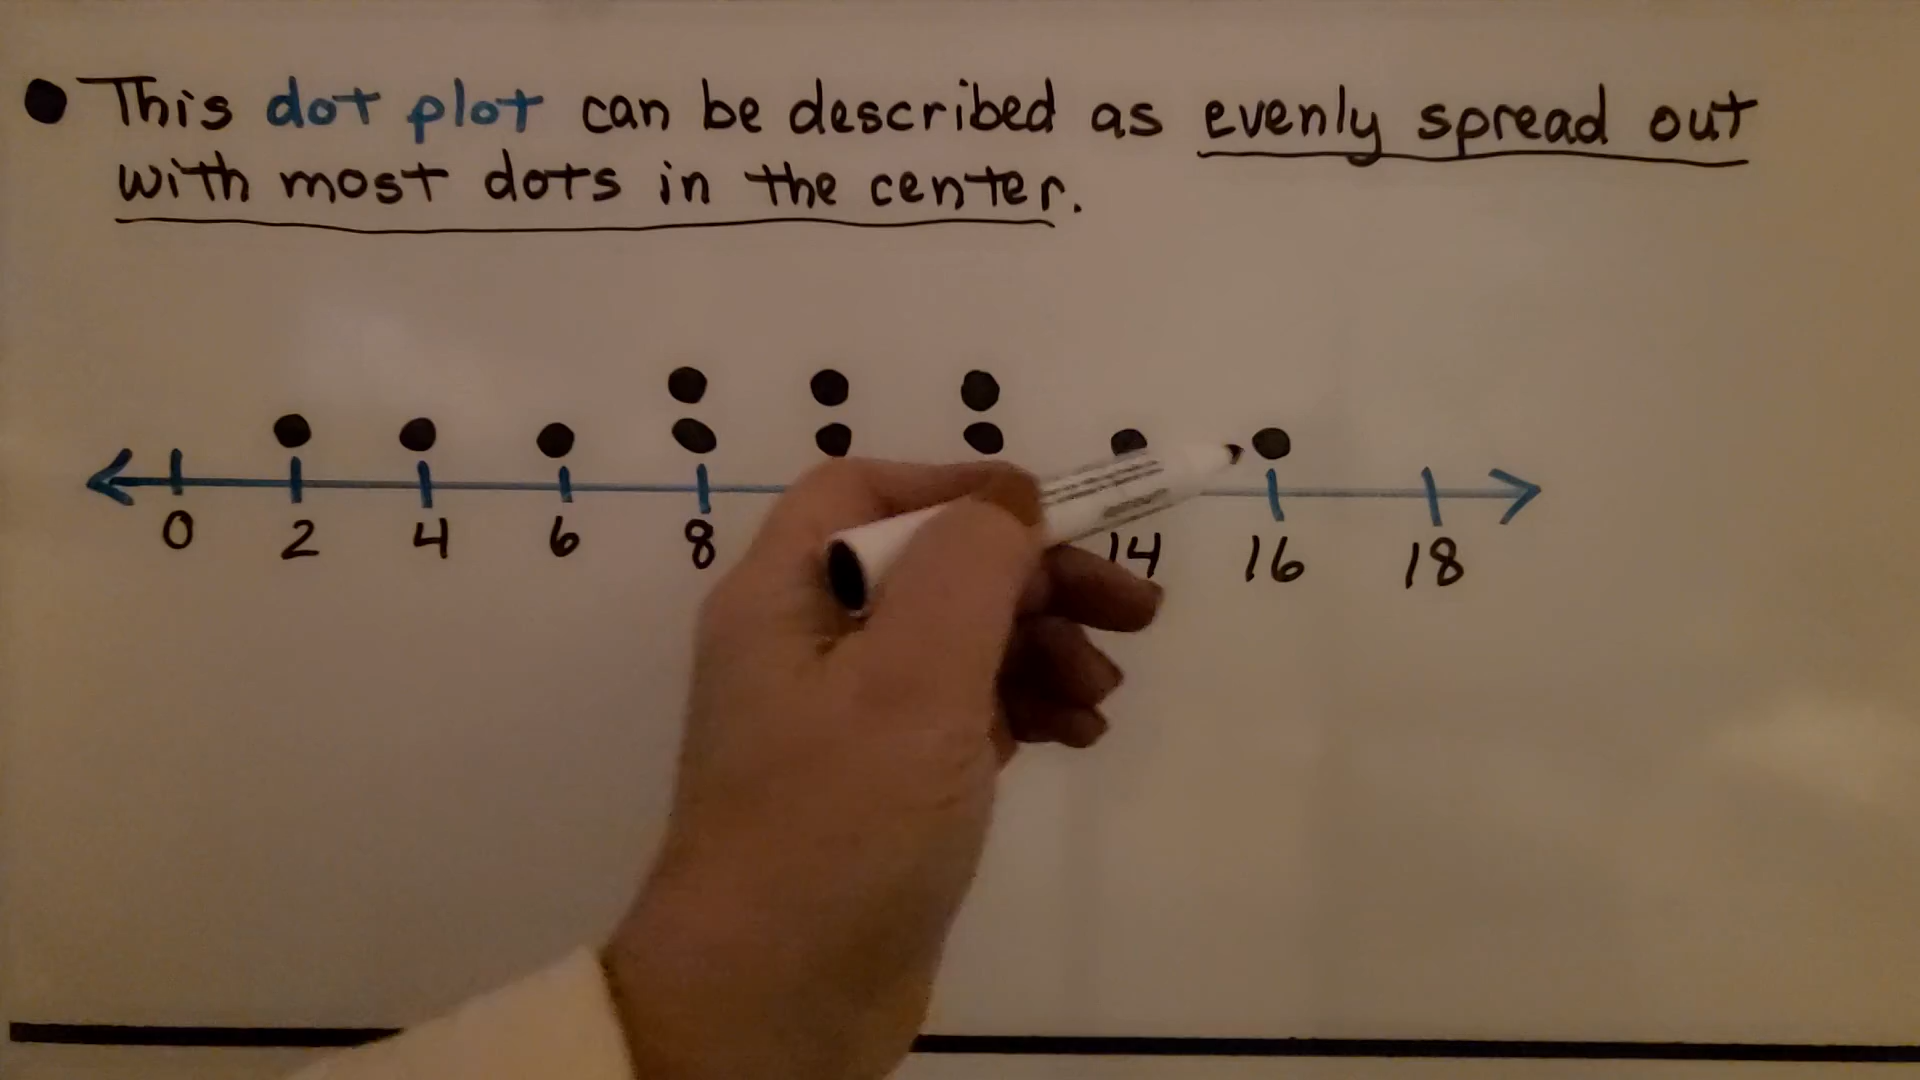 This dot plot can be described as evenly spread out
with most dots in the center.
0 2 4 6 8 14 16 18